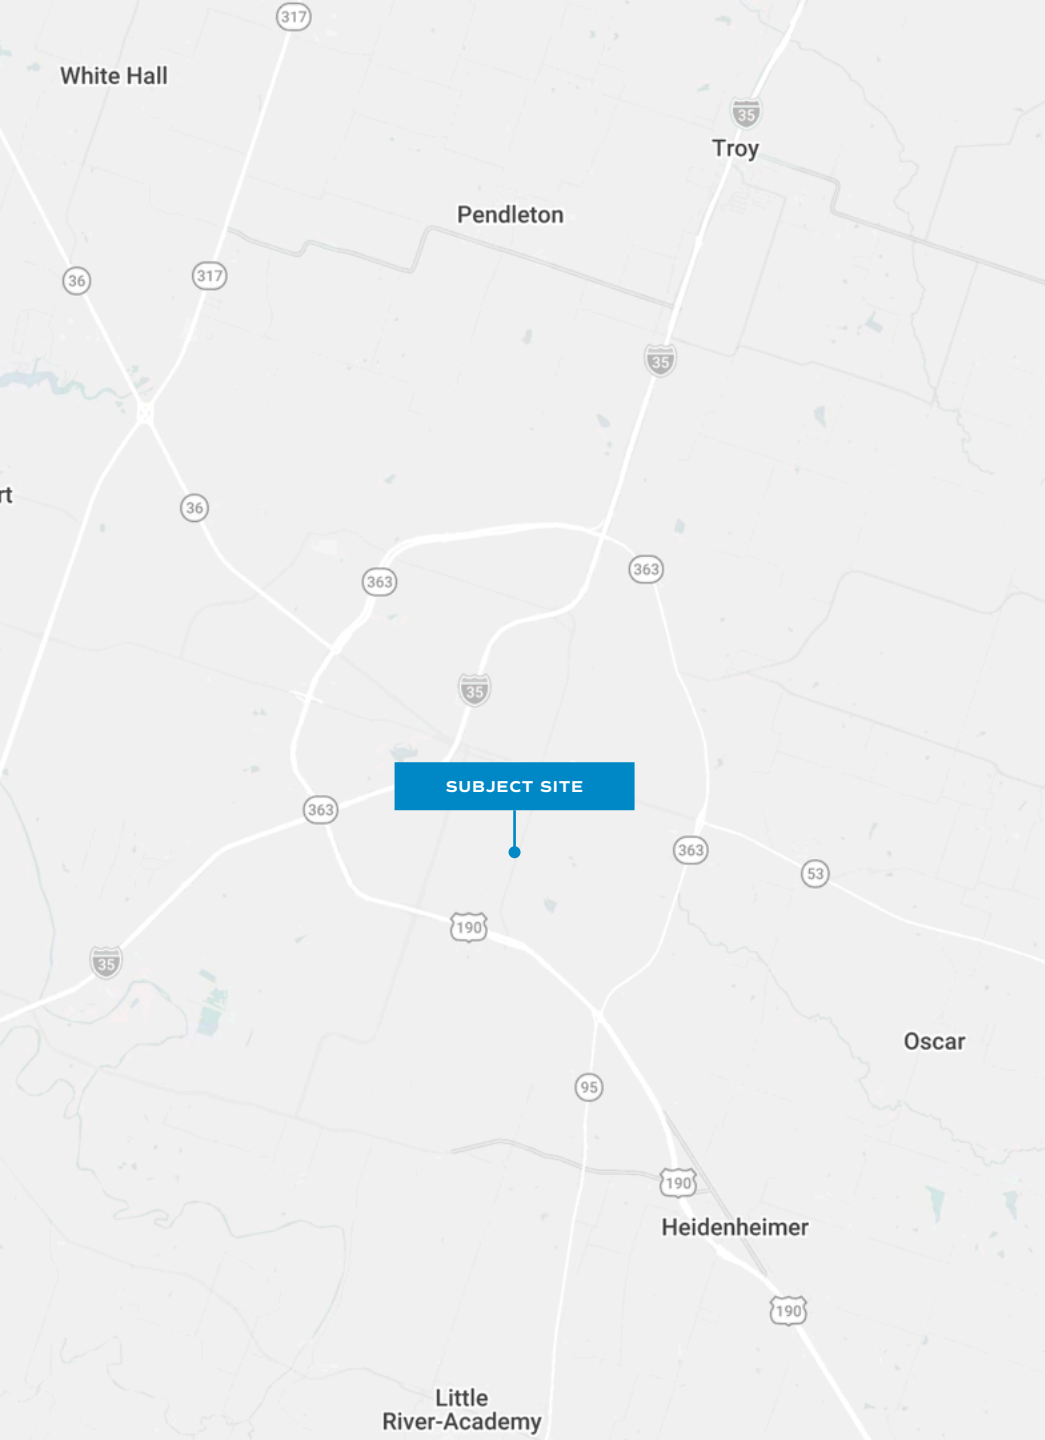 317
White Hall
35
Troy
Pendleton
36
317
35
rt
36
363
363
35
SUBJECT SITE
363
363
53
190
35
Oscar
95
190
Heidenheimer
190
Little
River-Academy